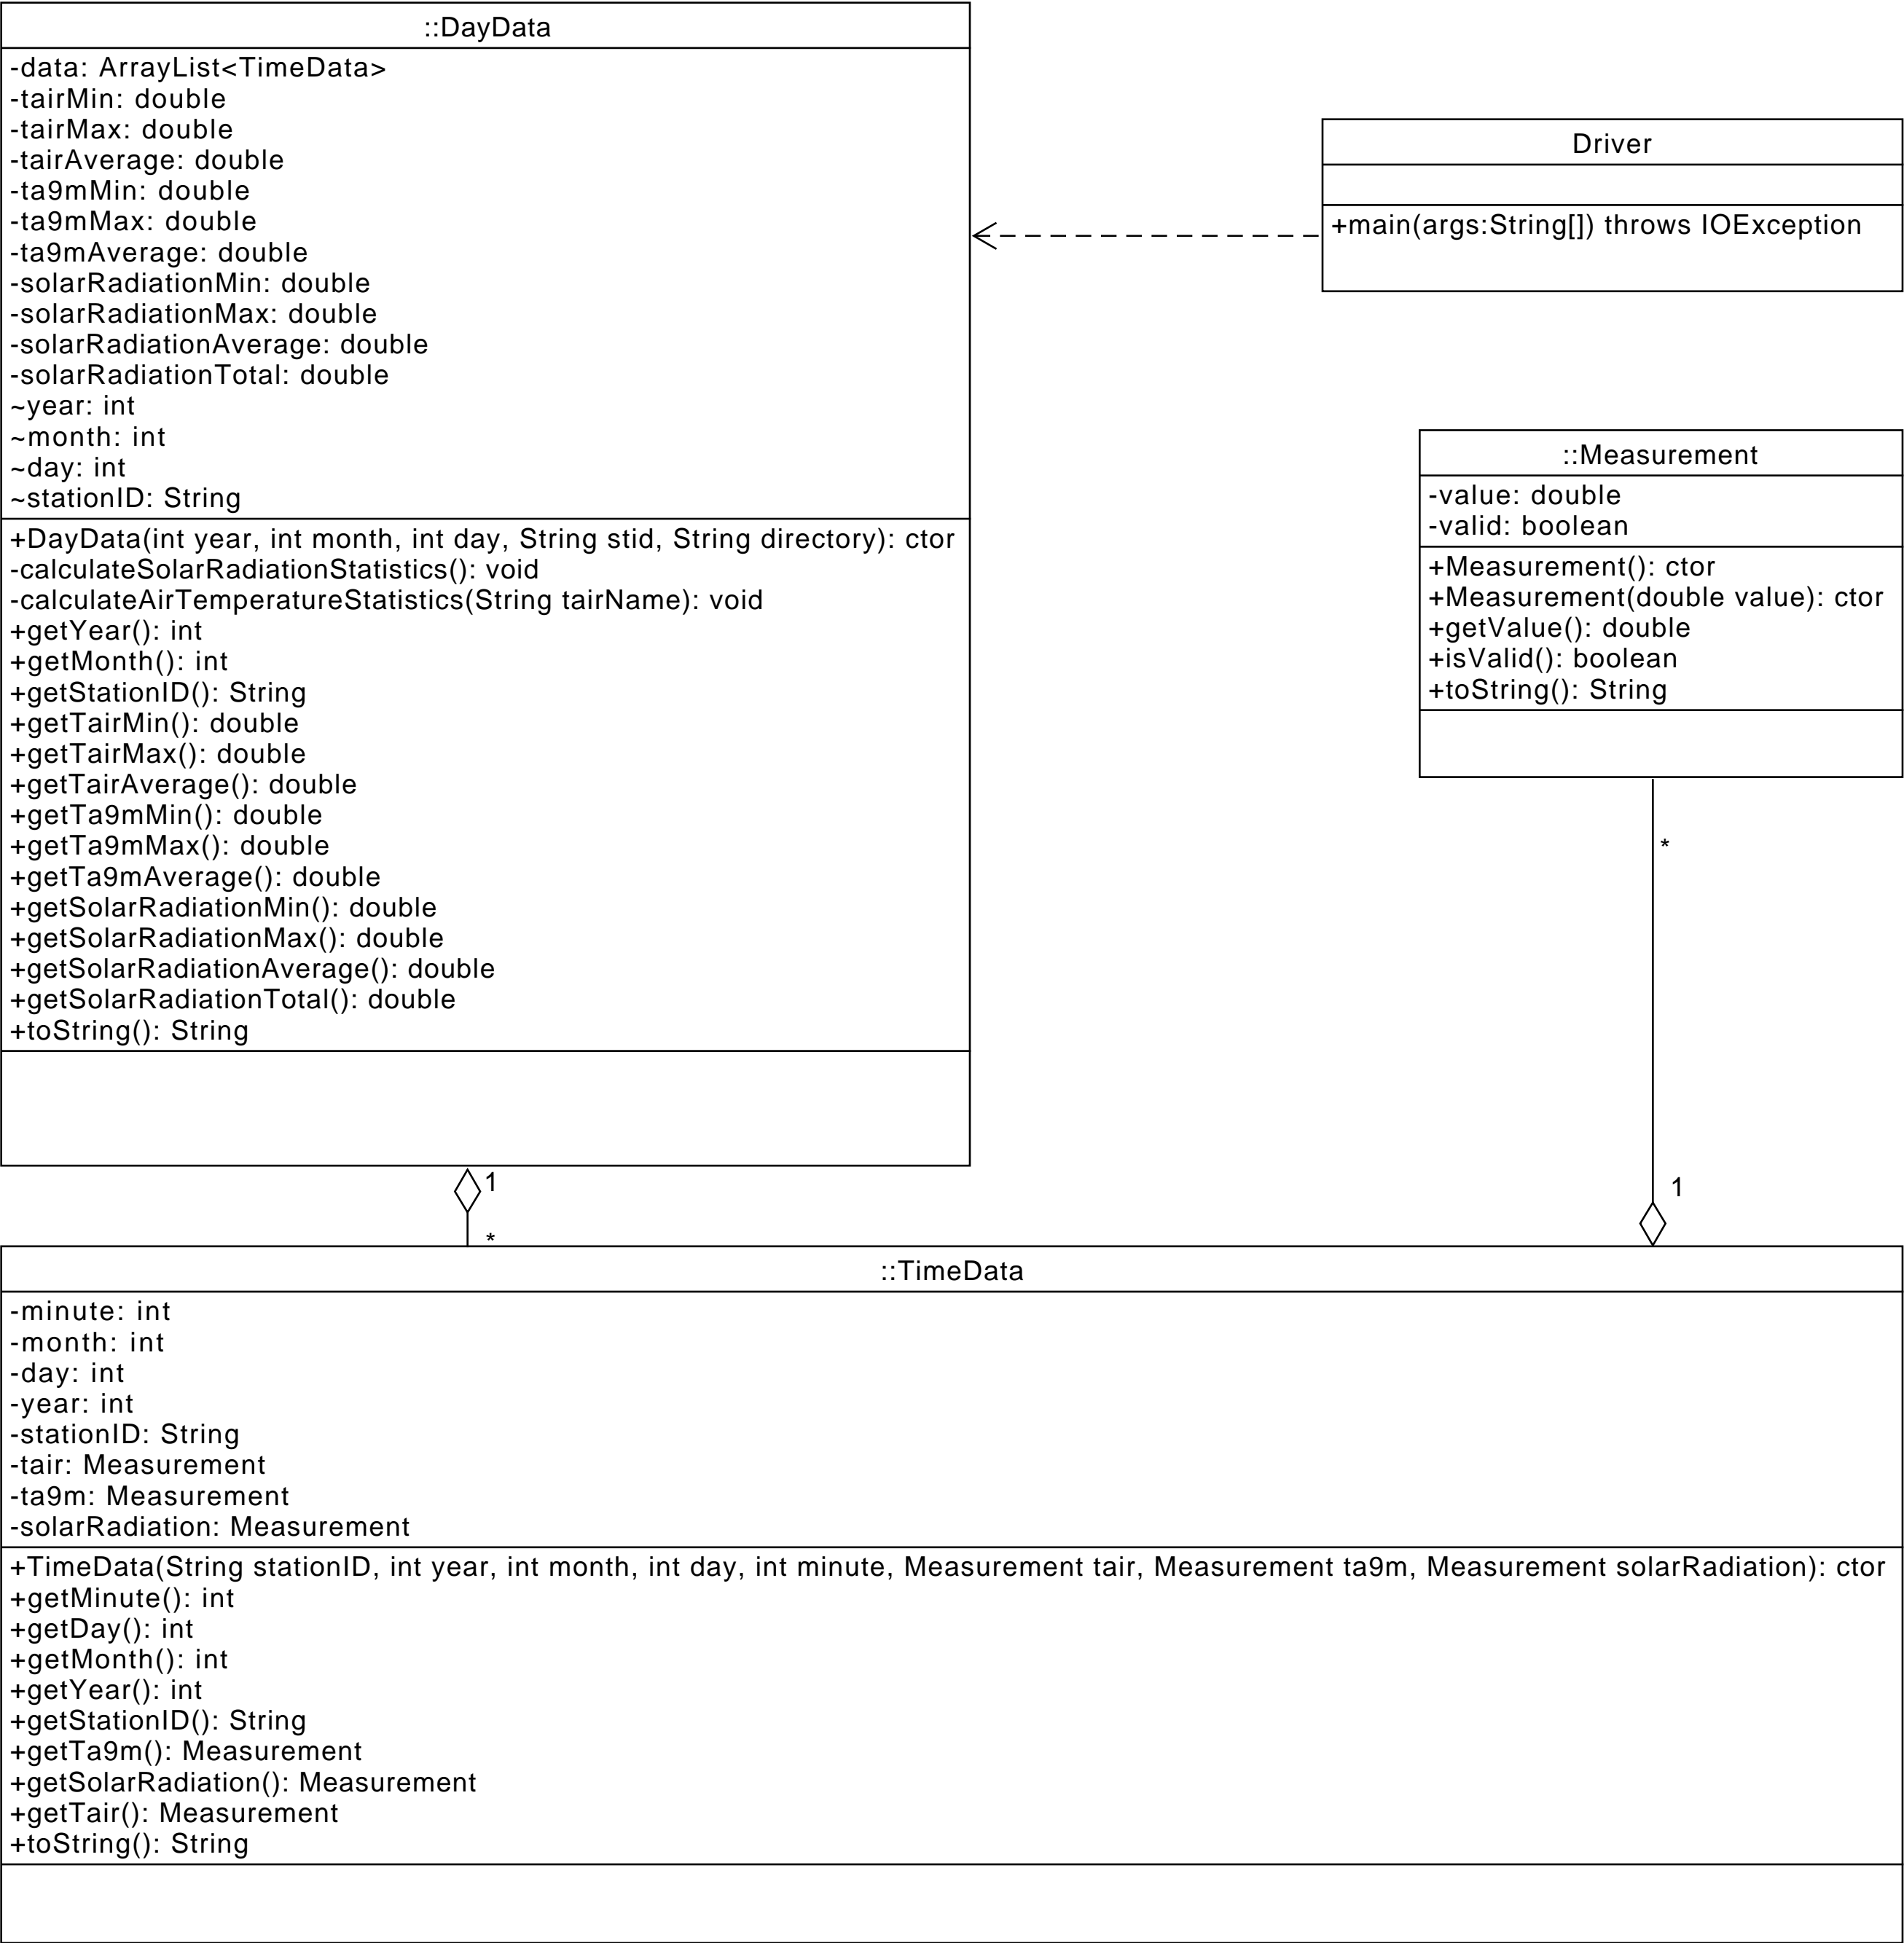 ::DayData
-data: ArrayList<TimeData>
-tairMin: double
-tairMax: double
-tairAverage: double
-ta9mMin: double
-ta9mMax: double
-ta9mAverage: double
-solarRadiationMin: double
-solarRadiationMax: double
-solarRadiationAverage: double
-solarRadiationTotal: double
~year: int
~month: int
~day: int
~stationID: String
+DayData(int year, int month, int day, String stid, String directory): ctor
-calculateSolarRadiationStatistics(): void
-calculateAirTemperatureStatistics(String tairName): void
+getYear(): int
+getMonth(): int
+getStationID(): String
+getTairMin(): double
+getTairMax(): double
+getTairAverage(): double
+getTa9mMin(): double
+getTa9mMax(): double
+getTa9mAverage(): double
+getSolarRadiationMin(): double
+getSolarRadiationMax(): double
+getSolarRadiationAverage(): double
+getSolarRadiationTotal(): double
+toString(): String
Driver
+main(args:String[]) throws IOException
::Measurement
-value: double
-valid: boolean
+Measurement(): ctor
+Measurement(double value): ctor
+getValue(): double
+isValid(): boolean
+toString(): String
*
1
1
*
::TimeData
-minute: int
-month: int
-day: int
-year: int
-stationID: String
-tair: Measurement
-ta9m: Measurement
-solarRadiation: Measurement
+TimeData(String stationID, int year, int month, int day, int minute, Measurement tair, Measurement ta9m, Measurement solarRadiation): ctor
+getMinute(): int
+getDay(): int
+getMonth(): int
+getYear(): int
+getStationID(): String
+getTa9m(): Measurement
+getSolarRadiation(): Measurement
+getTair(): Measurement
+toString(): String